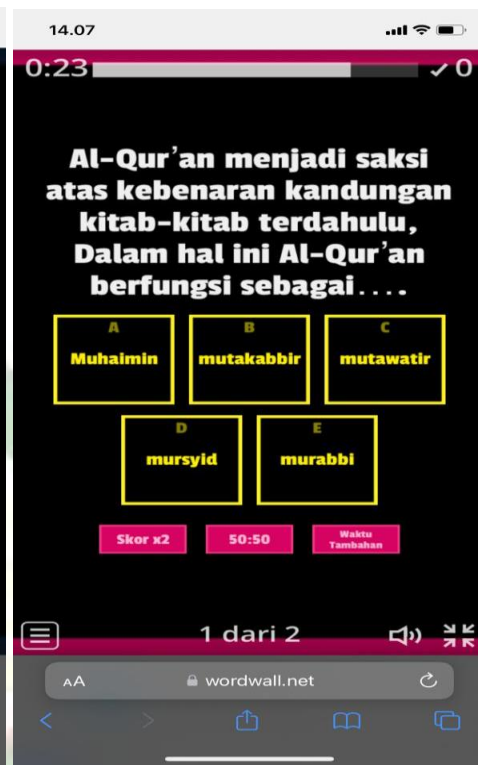 14.07
0:23
✓ 0
Al-Qur'an menjadi saksi
atas kebenaran kandungan
kitab-kitab terdahulu,
Dalam hal ini Al-Qur'an
berfungsi sebagai....
A
Muhaimin
B
mutakabbir
C
mutawatir
D
mursyid
E
murabbi
Skor x2
50:50
Waktu
Tambahan
1 dari 2
AA
wordwall.net